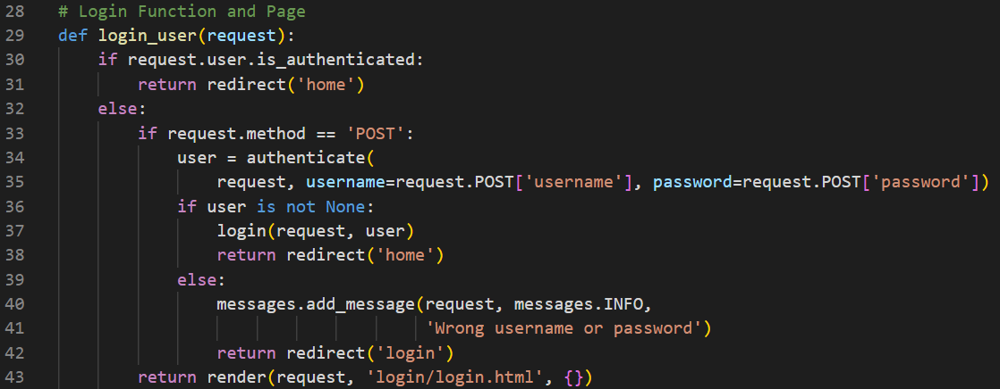 28 # Login Function and Page
29 def login_user(request):
30     if request.user.is_authenticated:
31         return redirect('home')
32     else:
33         if request.method == 'POST':
34             user = authenticate(
35                 request, username=request.POST['username'], password=request.POST['password'])
36             if user is not None:
37                 login(request, user)
38                 return redirect('home')
39             else:
40                 messages.add_message(request, messages.INFO,
41                                      'Wrong username or password')
42                 return redirect('login')
43         return render(request, 'login/login.html', {})